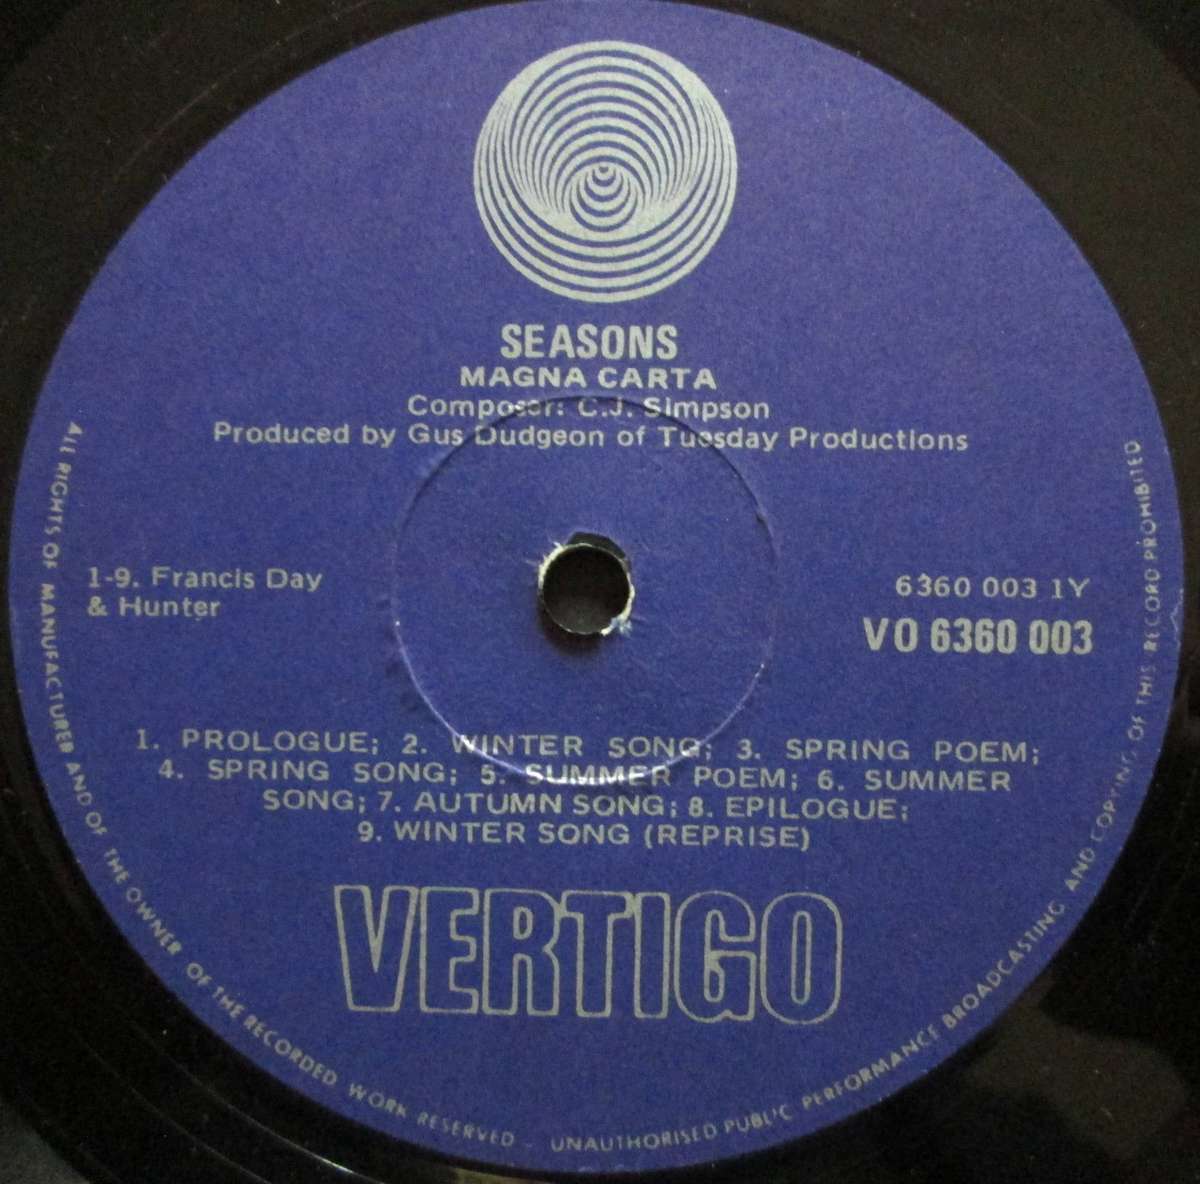 SEASONS
MAGNA CARTA
Composer: C.J. Simpson
Produced by Gus Dudgeon of Tuesday Productions
1-9. Francis Day
& Hunter
6360 003 1Y
VO 6360 003
1. PROLOGUE; 2. WINTER SONG; 3. SPRING POEM;
4. SPRING SONG; 5. SUMMER POEM; 6. SUMMER
SONG; 7. AUTUMN SONG; 8. EPILOGUE;
9. WINTER SONG (REPRISE)
VERTIGO
ALL RIGHTS OF MANUFACTURER AND OF THE OWNER OF THE RECORDED WORK RESERVED - UNAUTHORISED PUBLIC PERFORMANCE BROADCASTING AND COPYING OF THIS RECORD PROHIBITED